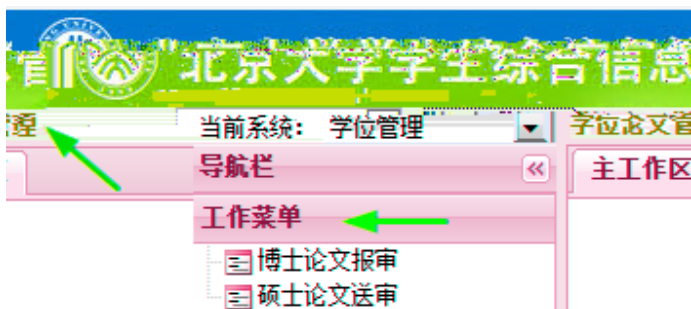 北京大学学生综合信息
管理
当前系统： 学位管理
学位论文管
导航栏
主工作区
工作菜单
博士论文报审
硕士论文送审